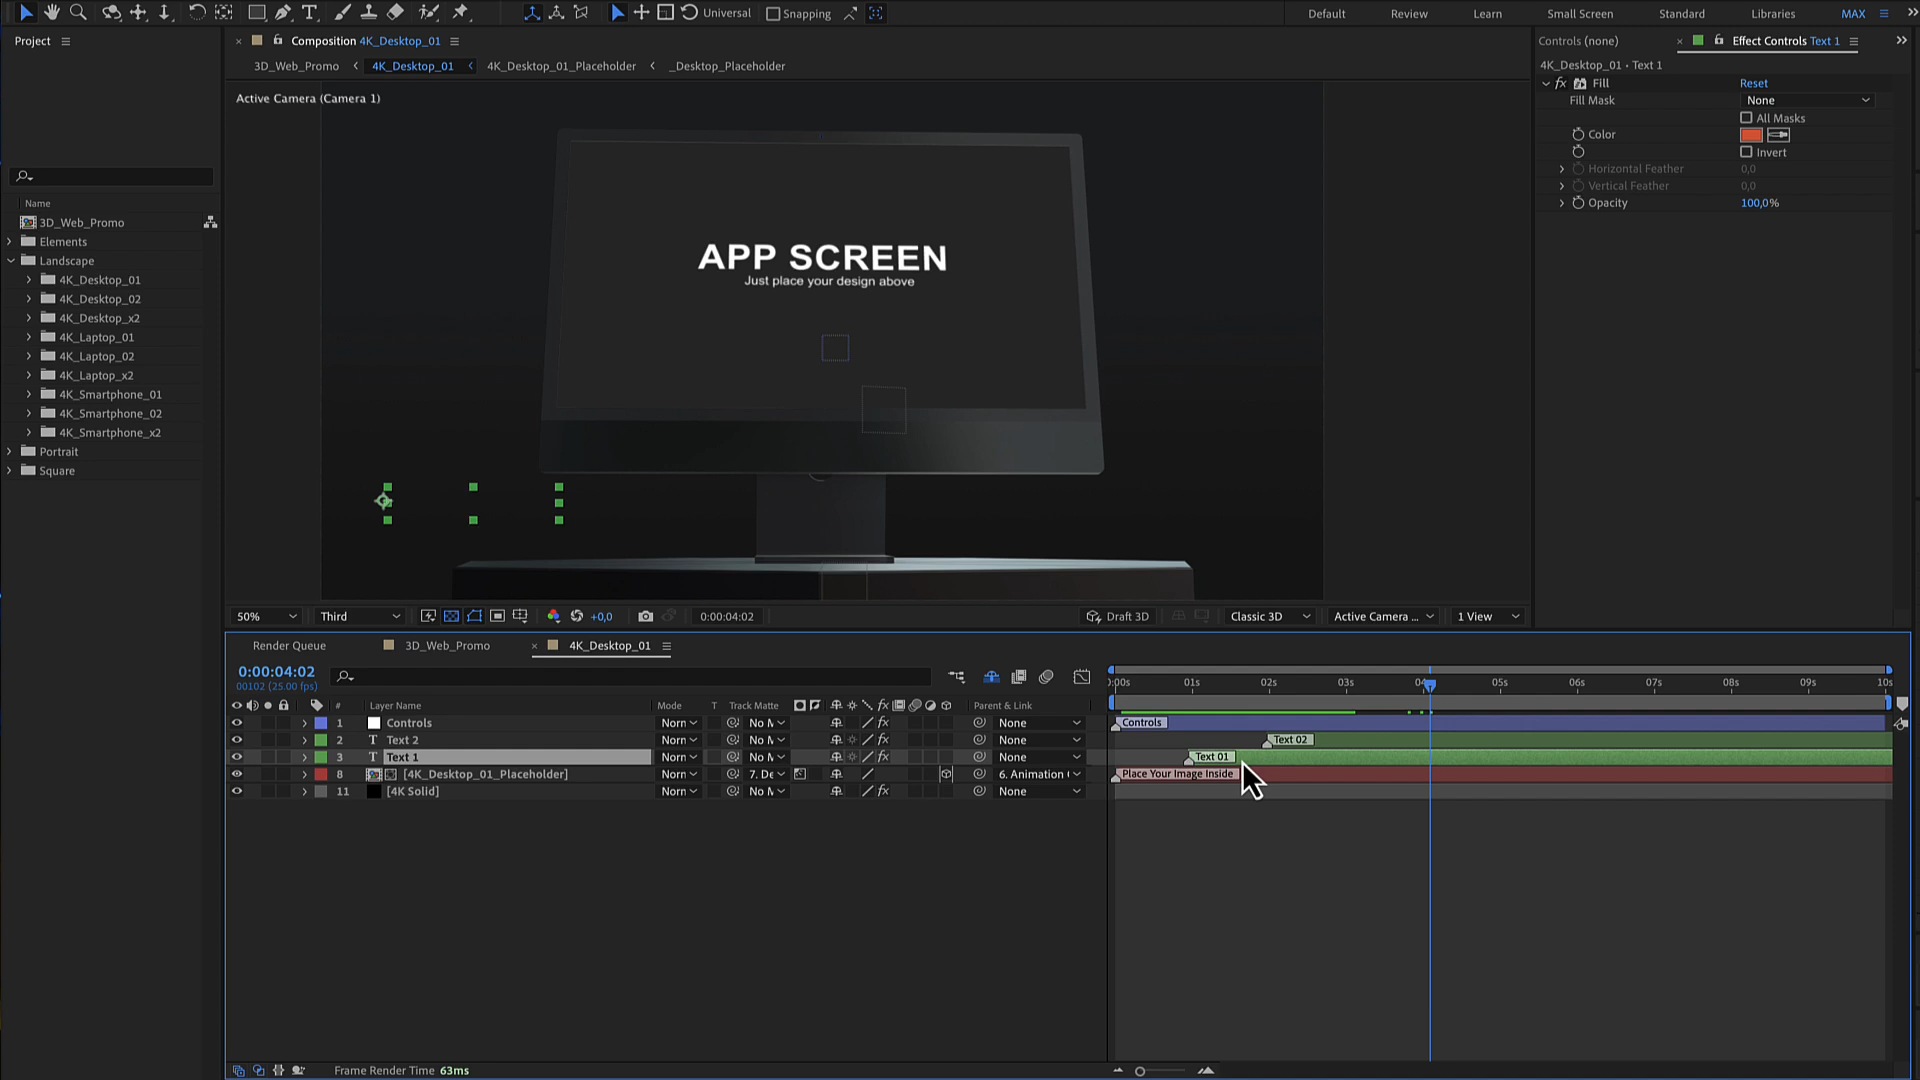 Universal
Snapping
Default
Review
Learn
Small Screen
Standard
Libraries
MAX
Project
Composition 4K_Desktop_01
Controls (none)
Effect Controls Text 1
3D_Web_Promo
4K_Desktop_01
4K_Desktop_01_Placeholder
_Desktop_Placeholder
4K_Desktop_01 • Text 1
Active Camera (Camera 1)
fx Fill
Reset
Fill Mask
None
All Masks
Color
Invert
Horizontal Feather
0,0
Vertical Feather
0,0
Opacity
100,0%
Name
3D_Web_Promo
Elements
Landscape
4K_Desktop_01
4K_Desktop_02
4K_Desktop_x2
4K_Laptop_01
4K_Laptop_02
4K_Laptop_x2
4K_Smartphone_01
4K_Smartphone_02
4K_Smartphone_x2
Portrait
Square
APP SCREEN
Just place your design above
50%
Third
+0,0
0:00:04:02
Draft 3D
Classic 3D
Active Camera ...
1 View
Render Queue
3D_Web_Promo
4K_Desktop_01
0:00:04:02
00102 (25.00 fps)
01s
02s
03s
05s
06s
07s
08s
09s
10s
#
Layer Name
Mode
T
Track Matte
fx
Parent & Link
1
Controls
None
Controls
2
T
Text 2
None
Text 02
3
T
Text 1
None
Text 01
8
[4K_Desktop_01_Placeholder]
7. De
6. Animation
Place Your Image Inside
11
[4K Solid]
None
Frame Render Time 63ms